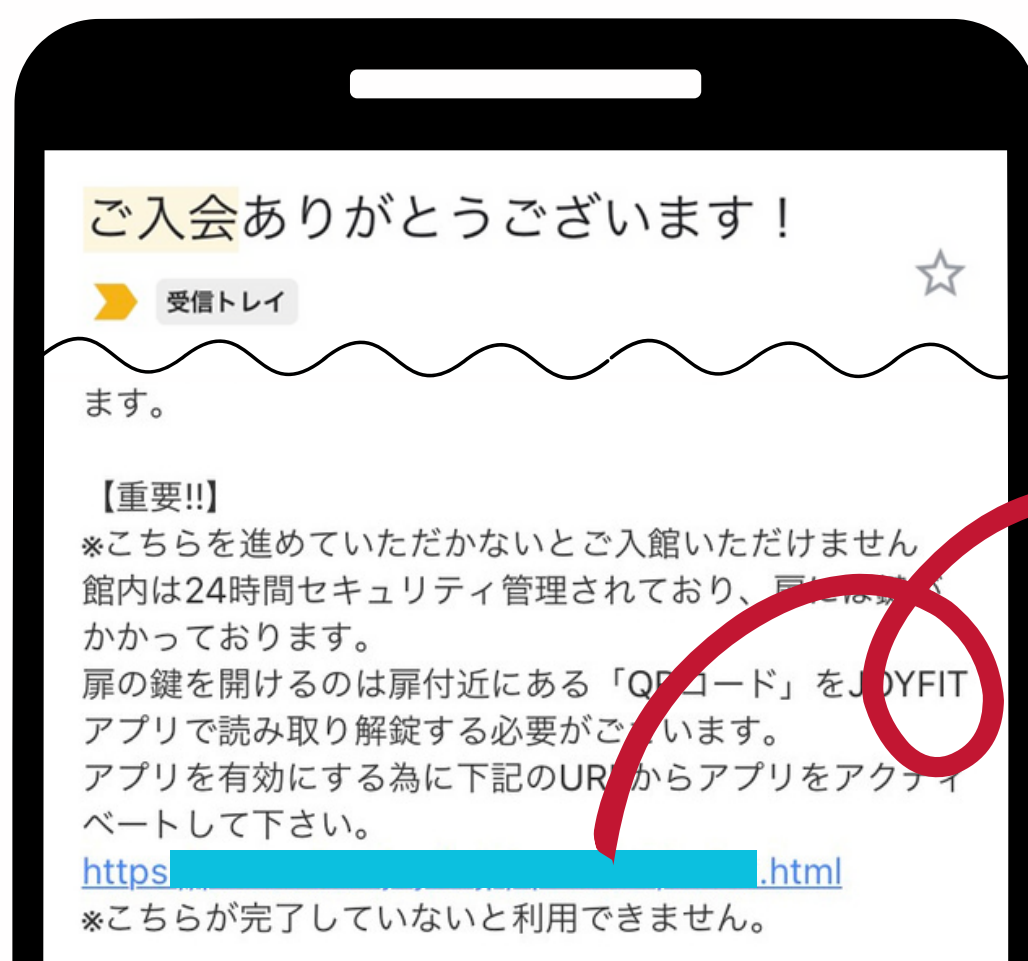 ご入会ありがとうございます！
受信トレイ
ます。
【重要!!】
※こちらを進めていただかないとご入館いただけません
館内は24時間セキュリティ管理されており、扉には鍵が
かかっております。
扉の鍵を開けるのは扉付近にある「QRコード」をJOYFIT
アプリで読み取り解錠する必要がございます。
アプリを有効にする為に下記のURLからアプリをアクティ
ベートして下さい。
https .html
※こちらが完了していないと利用できません。